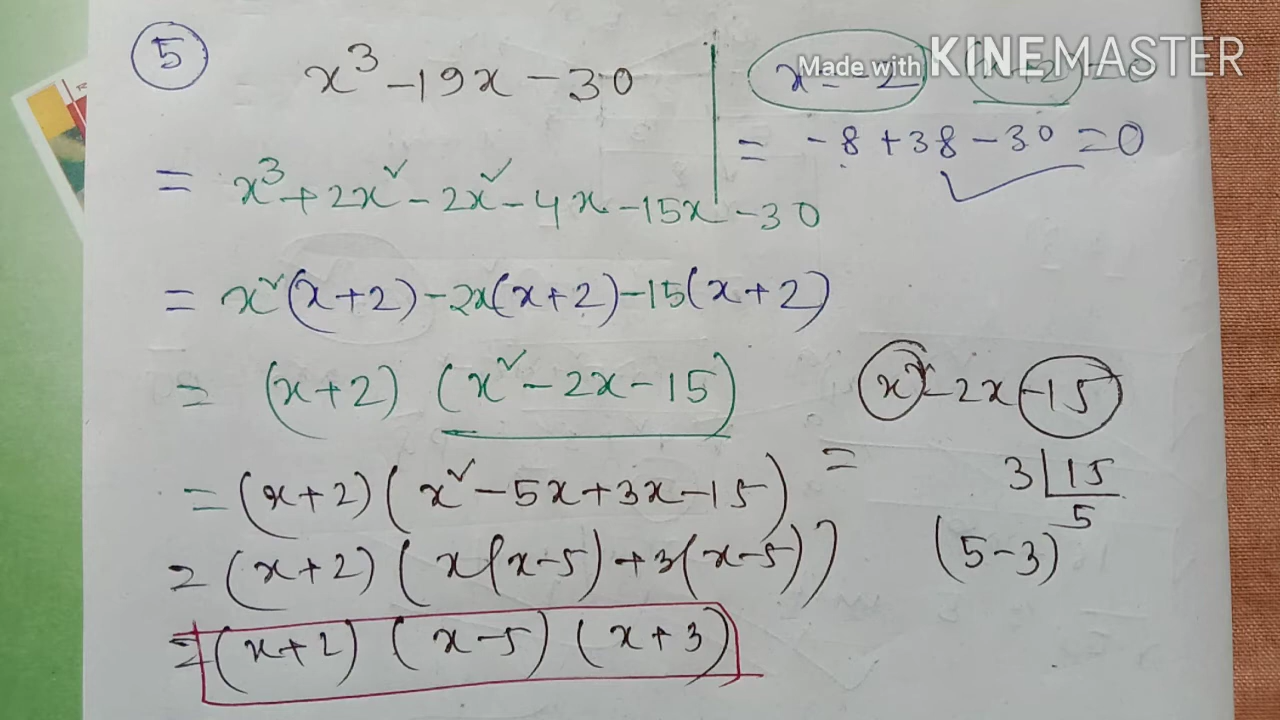 5
x³ - 19x - 30
= x³ + 2x² - 2x² - 4x - 15x - 30
= x²(x+2) - 2x(x+2) - 15(x+2)
= (x+2) (x² - 2x - 15)
= (x+2)(x² - 5x + 3x - 15)
= (x+2) (x(x-5) + 3(x-5))
= (x+2) (x-5) (x+3)
Made with KINEMASTER
x = -2
= -8 + 38 - 30 = 0
x² - 2x - 15
=
3 | 15
5
(5-3)